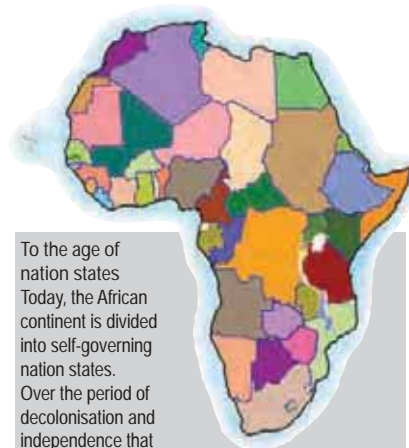 To the age of
nation states
Today, the African
continent is divided
into self-governing
nation states.
Over the period of
decolonisation and
independence that